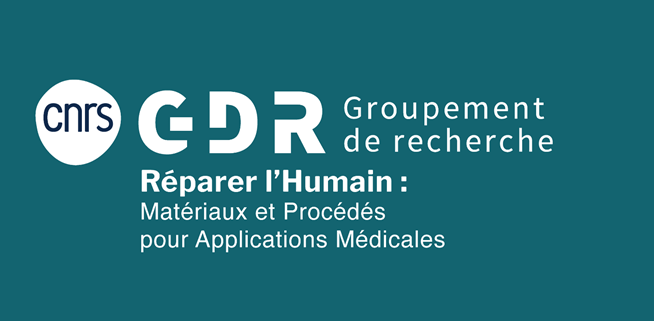 cnrs
GDR
Groupement
de recherche
Réparer l'Humain :
Matériaux et Procédés
pour Applications Médicales